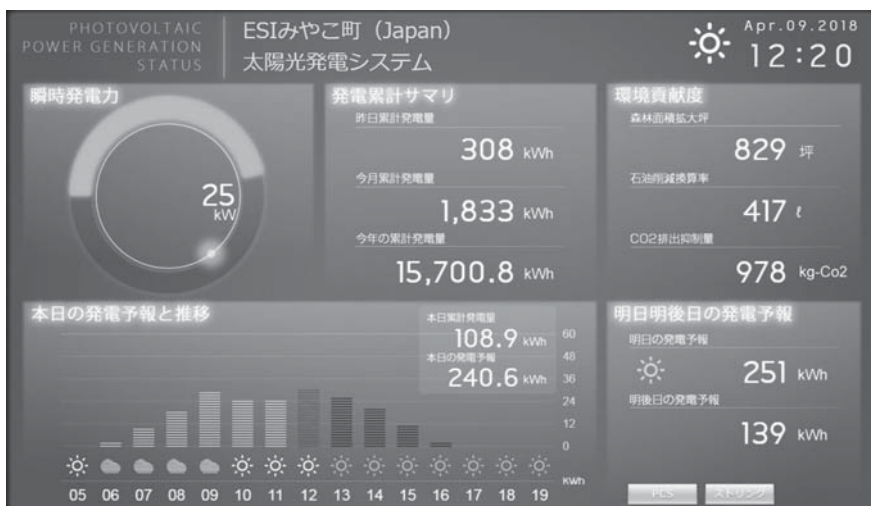 PHOTOVOLTAIC
POWER GENERATION
STATUS
ESIみやこ町 (Japan)
太陽光発電システム
Apr.09.2018
12:20
瞬時発電力
25
kW
発電累計サマリ
昨日累計発電量
308 kWh
今月累計発電量
1,833 kWh
今年の累計発電量
15,700.8 kWh
環境貢献度
森林面積拡大坪
829 坪
石油削減換算率
417 ℓ
CO2排出抑制量
978 kg-Co2
本日の発電予報と推移
本日累計発電量
108.9 kWh
本日の発電予報
240.6 kWh
60
48
36
24
12
0
KWh
05 06 07 08 09 10 11 12 13 14 15 16 17 18 19
明日明後日の発電予報
明日の発電予報
251 kWh
明後日の発電予報
139 kWh
PCS ストリング